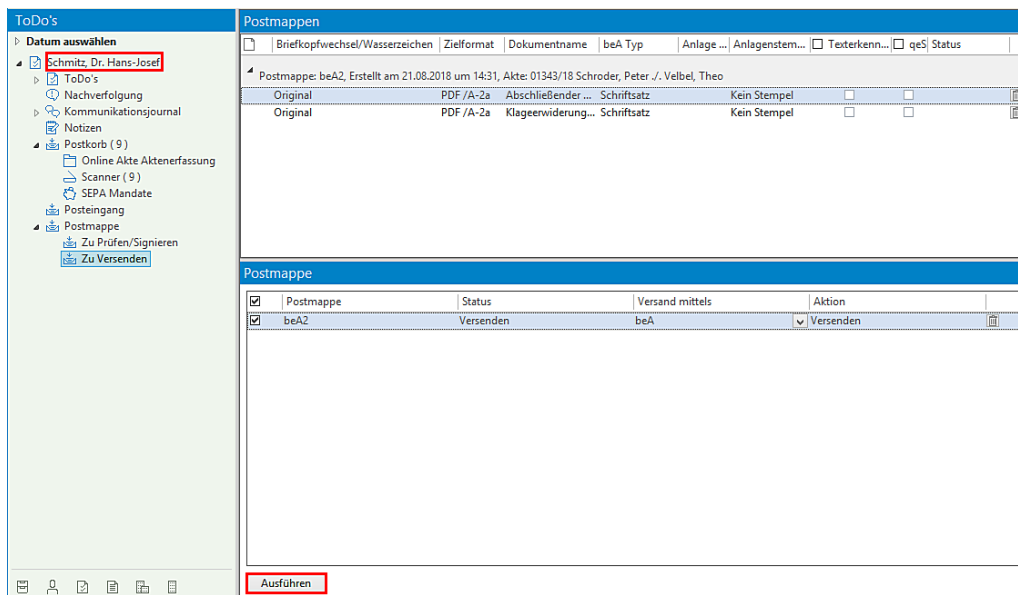 ToDo's
Datum auswählen
Schmitz, Dr. Hans-Josef
ToDo's
Nachverfolgung
Kommunikationsjournal
Notizen
Postkorb ( 9 )
Online Akte Aktenerfassung
Scanner ( 9 )
SEPA Mandate
Posteingang
Postmappe
Zu Prüfen/Signieren
Zu Versenden
Postmappen
Briefkopfwechsel/Wasserzeichen Zielformat Dokumentname beA Typ Anlage ... Anlagenstem... Texterkenn... qeS Status
Postmappe: beA2, Erstellt am 21.08.2018 um 14:31, Akte: 01343/18 Schroder, Peter ./. Velbel, Theo
Original PDF /A-2a Abschließender ... Schriftsatz Kein Stempel
Original PDF /A-2a Klageerwiderung... Schriftsatz Kein Stempel
Postmappe
Postmappe Status Versand mittels Aktion
beA2 Versenden beA Versenden
Ausführen